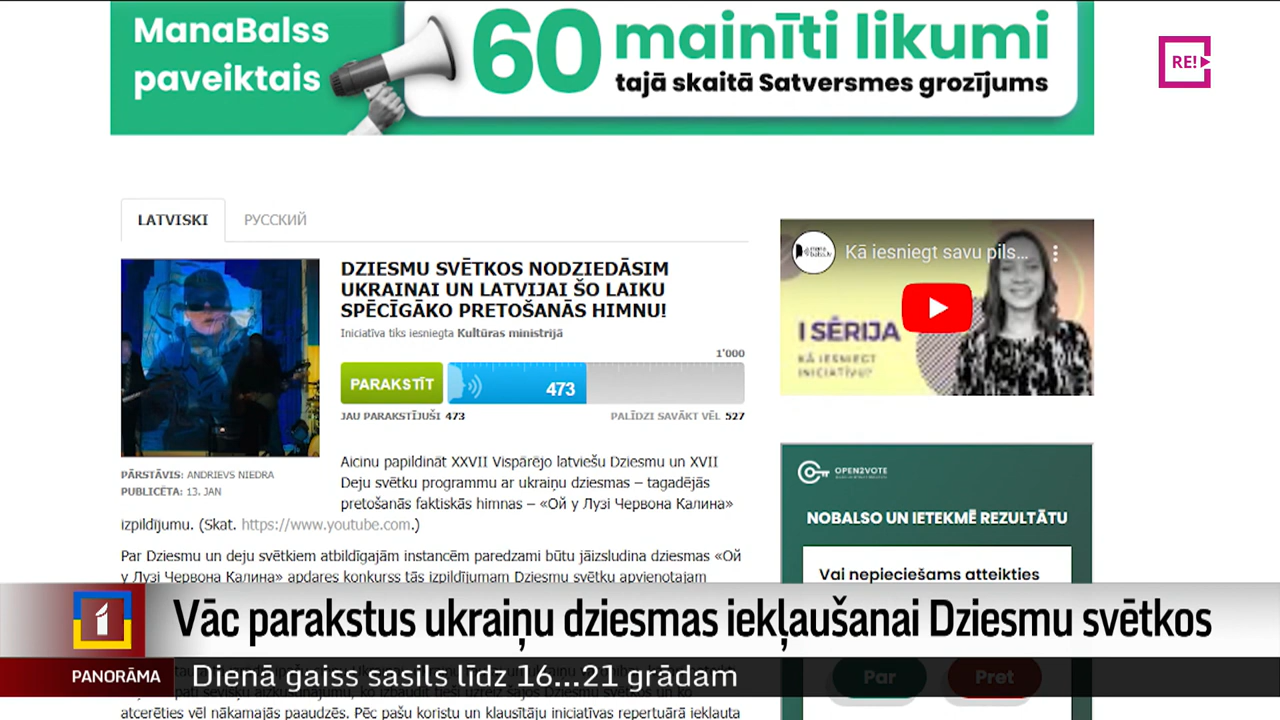 ManaBalss
paveiktais
60 mainīti likumi
tajā skaitā Satversmes grozījums
RE!
LATVISKI
РУССКИЙ
DZIESMU SVĒTKOS NODZIEDĀSIM
UKRAINAI UN LATVIJAI ŠO LAIKU
SPĒCĪGĀKO PRETOŠANĀS HIMNU!
Iniciatīva tiks iesniegta Kultūras ministrijā
1'000
PARAKSTĪT
473
JAU PARAKSTĪJUŠI 473
PALĪDZI SAVĀKT VĒL 527
PĀRSTĀVIS: ANDRIEVS NIEDRA
PUBLICĒTA: 13. JAN
Aicinu papildināt XXVII Vispārējo latviešu Dziesmu un XVII
Deju svētku programmu ar ukraiņu dziesmas – tagadējās
pretošanās faktiskās himnas – «Ой у Лузі Червона Калина»
izpildījumu. (Skat. https://www.youtube.com.)
Par Dziesmu un deju svētkiem atbildīgajām instancēm paredzami būtu jāizsludina dziesmas «Ой
у Лузі Червона Калина» apdares konkurss tās izpildījumam Dziesmu svētku apvienotajam
Kā iesniegt savu pils...
I SĒRIJA
KĀ IESNIEGT
INICIATĪVU?
OPEN2VOTE
NOBALSO UN IETEKMĒ REZULTĀTU
Vai nepieciešams atteikties
1
Vāc parakstus ukraiņu dziesmas iekļaušanai Dziesmu svētkos
PANORĀMA
Dienā gaiss sasils līdz 16...21 grādam
Par
Pret
atcerēties vēl nākamajās paaudzēs. Pēc pašu koristu un klausītāju iniciatīvas repertuārā iekļauta